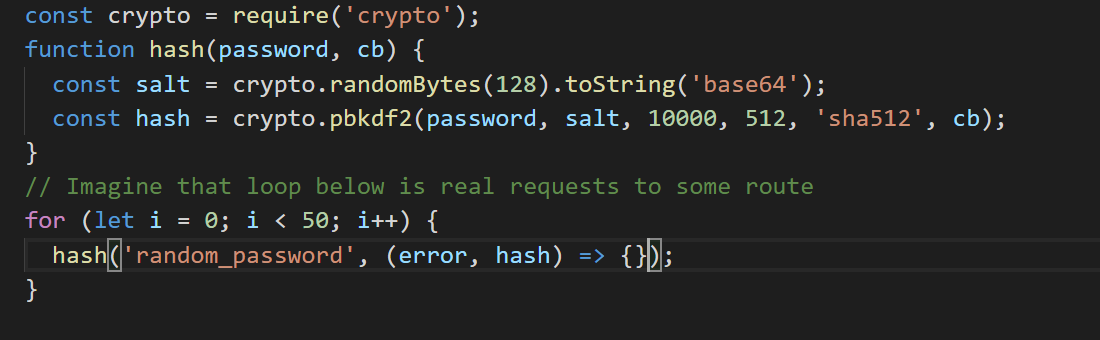 const crypto = require('crypto');
function hash(password, cb) {
  const salt = crypto.randomBytes(128).toString('base64');
  const hash = crypto.pbkdf2(password, salt, 10000, 512, 'sha512', cb);
}
// Imagine that loop below is real requests to some route
for (let i = 0; i < 50; i++) {
  hash('random_password', (error, hash) => {});
}